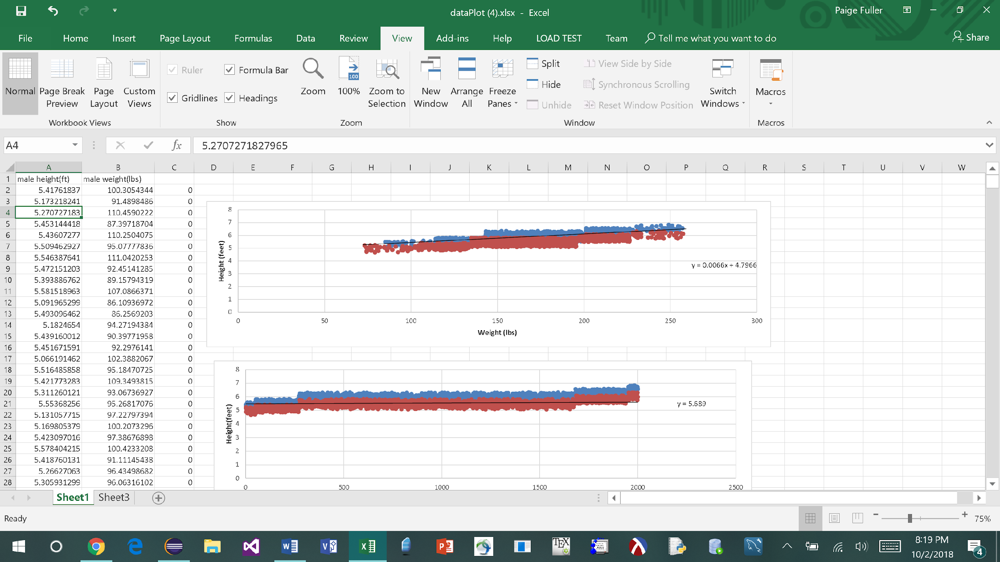 dataPlot (4).xlsx - Excel
Paige Fuller
File Home Insert Page Layout Formulas Data Review View Add-ins Help LOAD TEST Team Tell me what you want to do Share
Ruler Formula Bar
Gridlines Headings
Normal
Page Break Preview
Page Layout
Custom Views
Zoom
100
100%
Zoom to Selection
New Window
Arrange All
Freeze Panes
Split
Hide
Unhide
View Side by Side
Synchronous Scrolling
Reset Window Position
Switch Windows
Macros
Workbook Views Show Zoom Window Macros
A4 fx 5.2707271827965
A B C D E F G H I J K L M N O P Q R S T U V W
1 male height(ft) male weight(lbs)
2 5.41761837 100.3054344 0
3 5.173218241 91.4898486 0
4 5.270727183 110.4590222 0
5 5.453144418 87.39718704 0
6 5.43607277 110.2504075 0
7 5.509462927 95.07777836 0
8 5.546387641 111.0420253 0
9 5.472151203 92.45141285 0
10 5.393886762 89.15794319 0
11 5.581518963 107.0866371 0
12 5.091965299 86.10936972 0
13 5.493096462 86.2569203 0
14 5.1824654 94.27194384 0
15 5.439160012 90.39771958 0
16 5.451671591 92.2976141 0
17 5.066191462 102.3882067 0
18 5.516485858 95.18470725 0
19 5.421773283 109.3493815 0
20 5.311260121 93.06736927 0
21 5.55368256 95.26817076 0
22 5.131057715 97.22797394 0
23 5.169805379 100.2073296 0
24 5.423097016 97.38676898 0
25 5.578404215 100.4233208 0
26 5.418760131 91.11145438 0
27 5.26627063 96.43498682 0
28 5.305931299 96.06316102 0
8
7
6
5
4
3
2
1
0
Height (feet)
y = 0.0066x + 4.7966
0 50 100 150 200 250 300
Weight (lbs)
8
7
6
5
4
3
2
1
0
Height(feet)
y = 5.689
0 500 1000 1500 2000 2500
Sheet1 Sheet3
Ready
75%
TEX
8:19 PM
10/2/2018
4